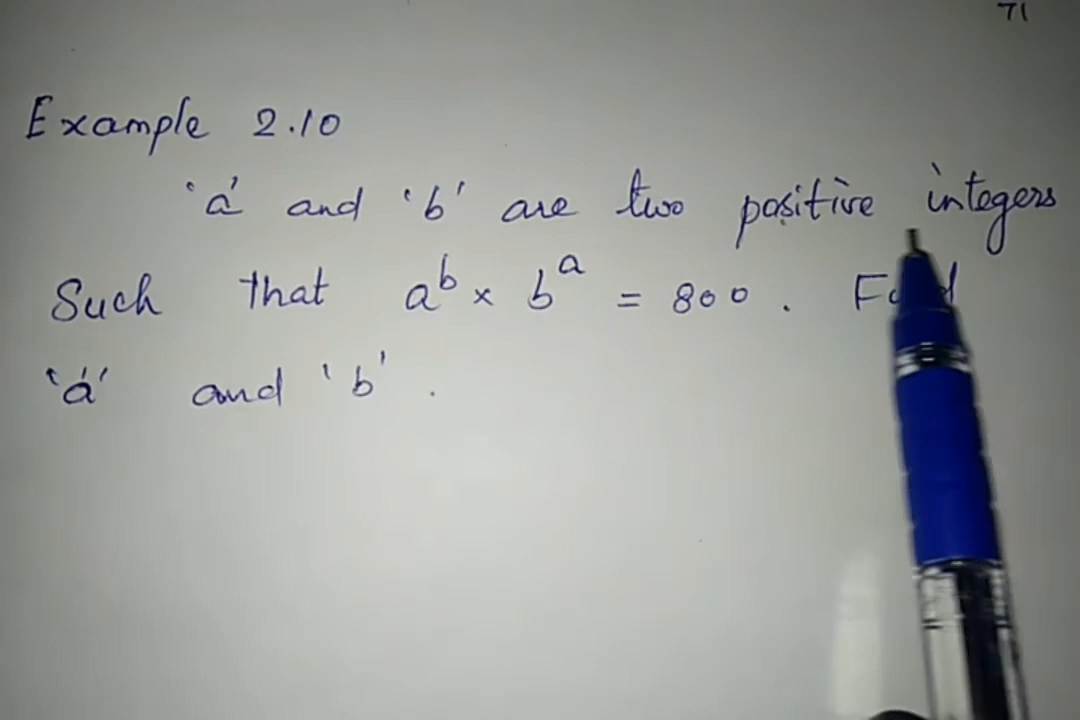 71
Example 2.10
'a' and 'b' are two positive integers
Such that a^b × b^a = 800.
'a' and 'b'.